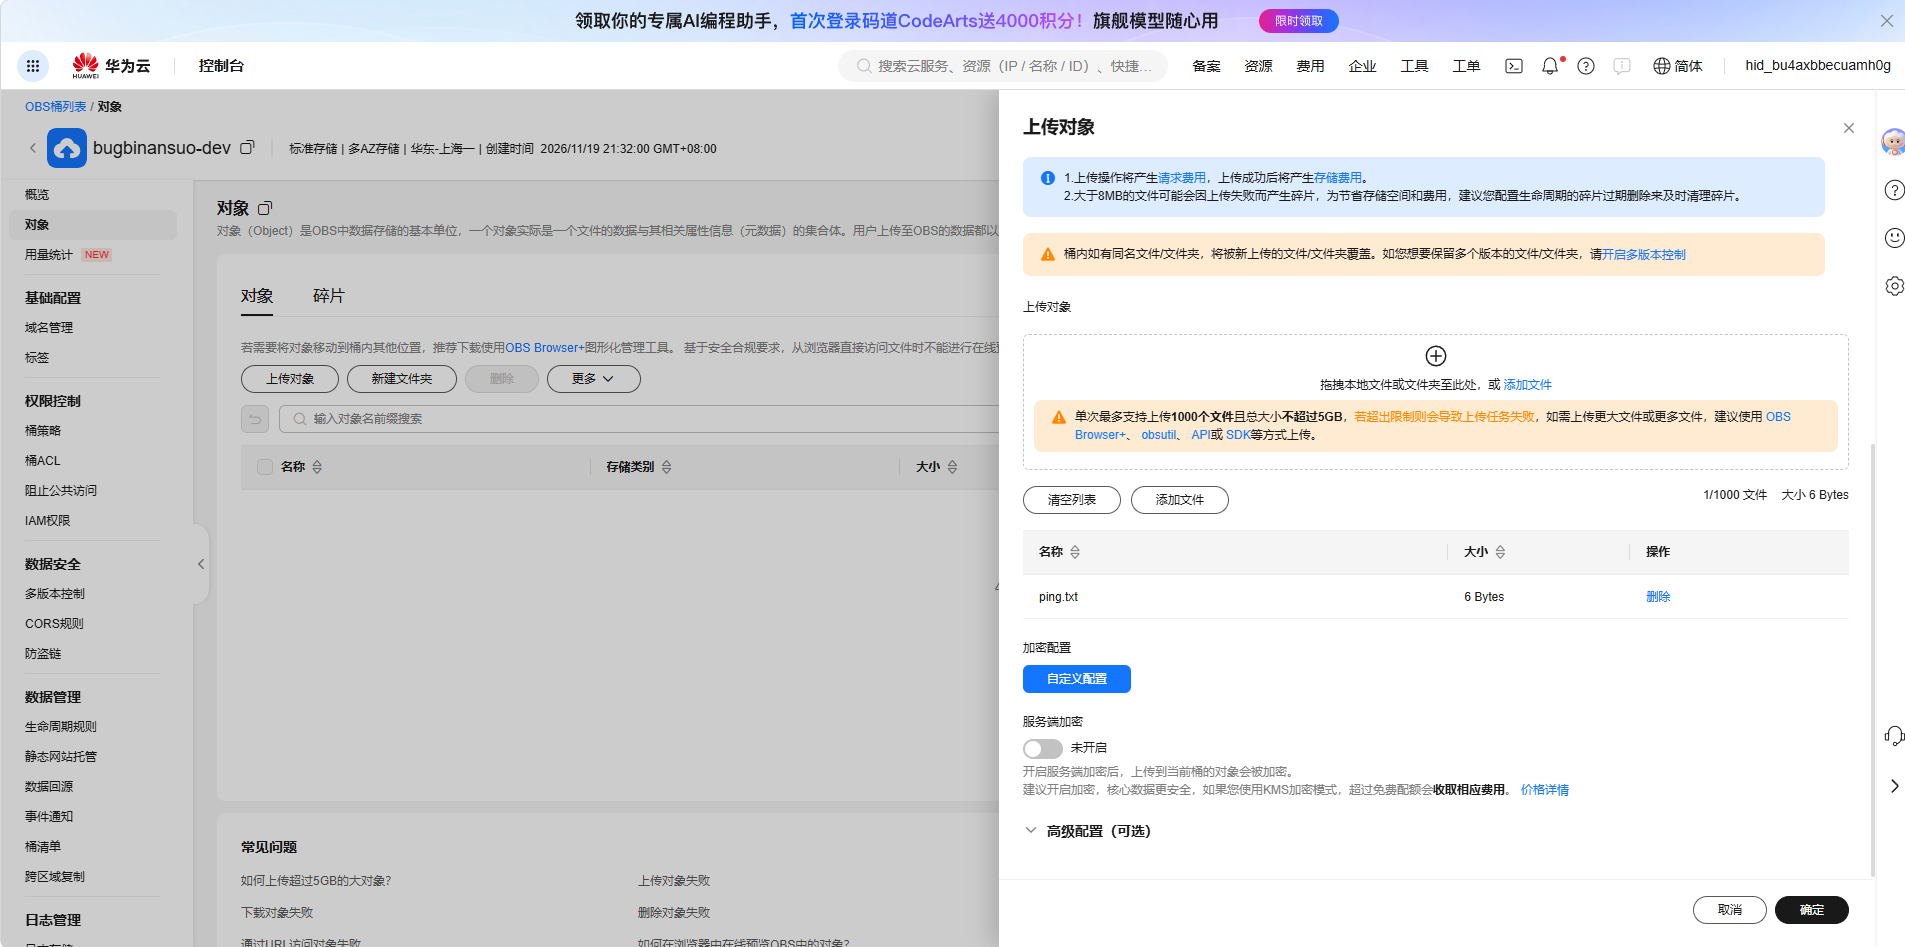 领取你的专属AI编程助手，首次登录码道CodeArts送4000积分！旗舰模型随心用 限时领取
HUAWEI 华为云 控制台 搜索云服务、资源（IP / 名称 / ID）、快捷... 备案 资源 费用 企业 工具 工单 简体 hid_bu4axbbecuamh0g
OBS桶列表 / 对象
bugbinansuo-dev 标准存储 | 多AZ存储 | 华东-上海一 | 创建时间 2026/11/19 21:32:00 GMT+08:00
概览
对象
用量统计 NEW
基础配置
域名管理
标签
权限控制
桶策略
桶ACL
阻止公共访问
IAM权限
数据安全
多版本控制
CORS规则
防盗链
数据管理
生命周期规则
静态网站托管
数据回源
事件通知
桶清单
跨区域复制
日志管理
对象
对象（Object）是OBS中数据存储的基本单位，一个对象实际是一个文件的数据与其相关属性信息（元数据）的集合体。用户上传至OBS的数据都以
对象 碎片
若需要将对象移动到桶内其他位置，推荐下载使用OBS Browser+图形化管理工具。 基于安全合规要求，从浏览器直接访问文件时不能进行在线预
上传对象 新建文件夹 删除 更多
输入对象名前缀搜索
名称 存储类别 大小
常见问题
如何上传超过5GB的大对象？ 上传对象失败
下载对象失败 删除对象失败
通过URL访问对象失败 如何在浏览器中在线预览OBS中的对象？
上传对象
1.上传操作将产生请求费用，上传成功后将产生存储费用。
2.大于8MB的文件可能会因上传失败而产生碎片，为节省存储空间和费用，建议您配置生命周期的碎片过期删除来及时清理碎片。
桶内如有同名文件/文件夹，将被新上传的文件/文件夹覆盖。如您想要保留多个版本的文件/文件夹，请开启多版本控制
上传对象
拖拽本地文件或文件夹至此处，或 添加文件
单次最多支持上传1000个文件且总大小不超过5GB，若超出限制则会导致上传任务失败，如需上传更大文件或更多文件，建议使用 OBS
Browser+、 obsutil、 API或 SDK等方式上传。
清空列表 添加文件 1/1000 文件 大小 6 Bytes
名称 大小 操作
ping.txt 6 Bytes 删除
加密配置
自定义配置
服务端加密
未开启
开启服务端加密后，上传到当前桶的对象会被加密。
建议开启加密，核心数据更安全，如果您使用KMS加密模式，超过免费配额会收取相应费用。 价格详情
高级配置（可选）
取消 确定